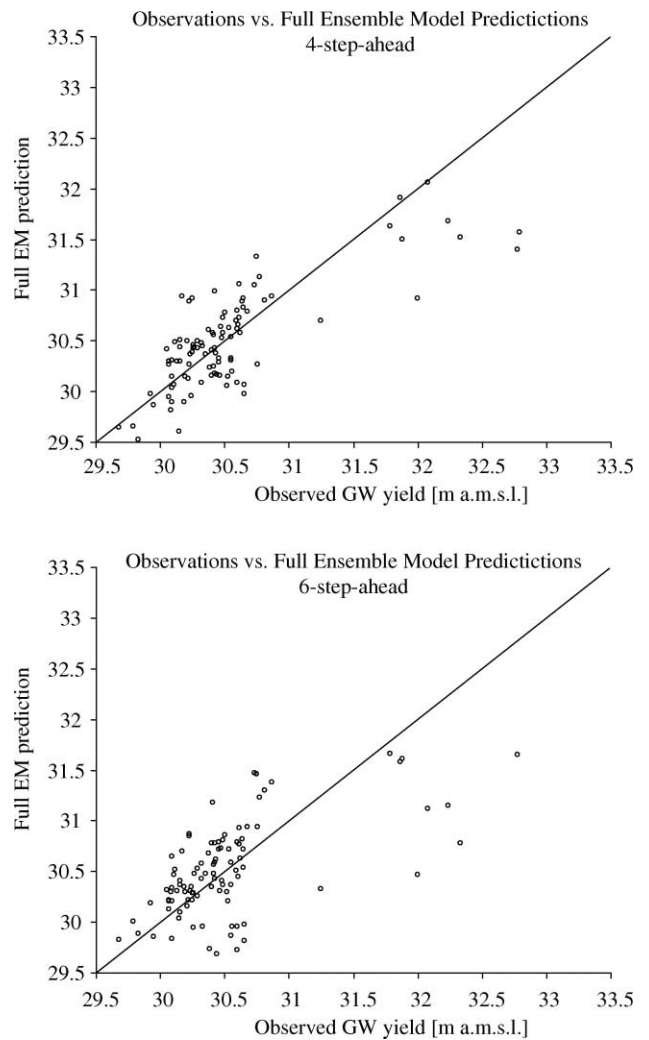 Observations vs. Full Ensemble Model Predictictions
4-step-ahead
33.5
33
32.5
32
31.5
31
30.5
30
29.5
Full EM prediction
29.5 30 30.5 31 31.5 32 32.5 33 33.5
Observed GW yield [m a.m.s.l.]
Observations vs. Full Ensemble Model Predictictions
6-step-ahead
33.5
33
32.5
32
31.5
31
30.5
30
29.5
Full EM prediction
29.5 30 30.5 31 31.5 32 32.5 33 33.5
Observed GW yield [m a.m.s.l.]